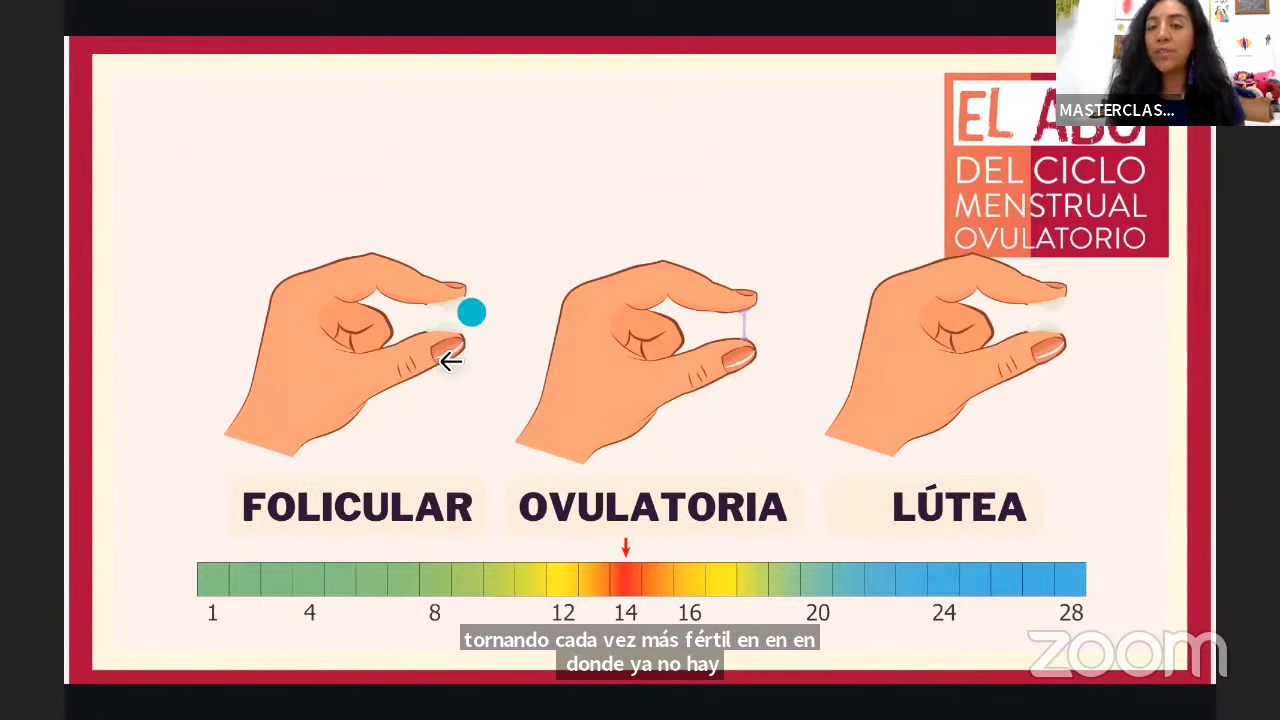 MASTERCLAS...
EL
DEL CICLO
MENSTRUAL
OVULATORIO
FOLICULAR
OVULATORIA
LÚTEA
1 4 8 12 14 16 20 24 28
tornando cada vez más fértil en en en
donde ya no hay
zoom